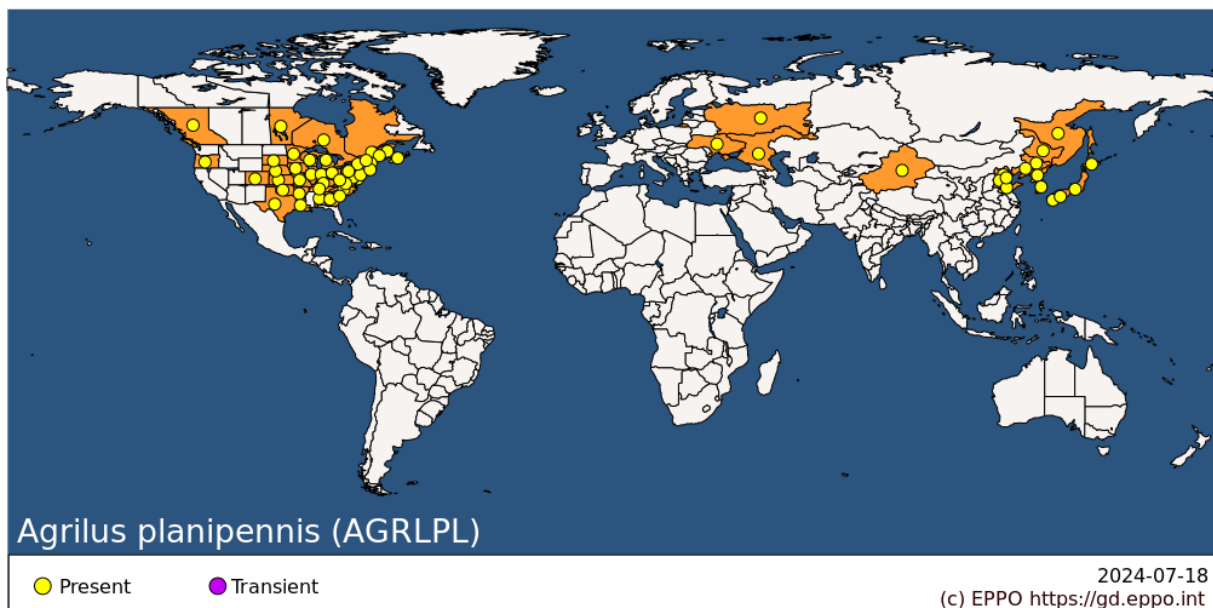 Agrilus planipennis (AGRLPL)
Present
Transient
2024-07-18
(c) EPPO https://gd.eppo.int